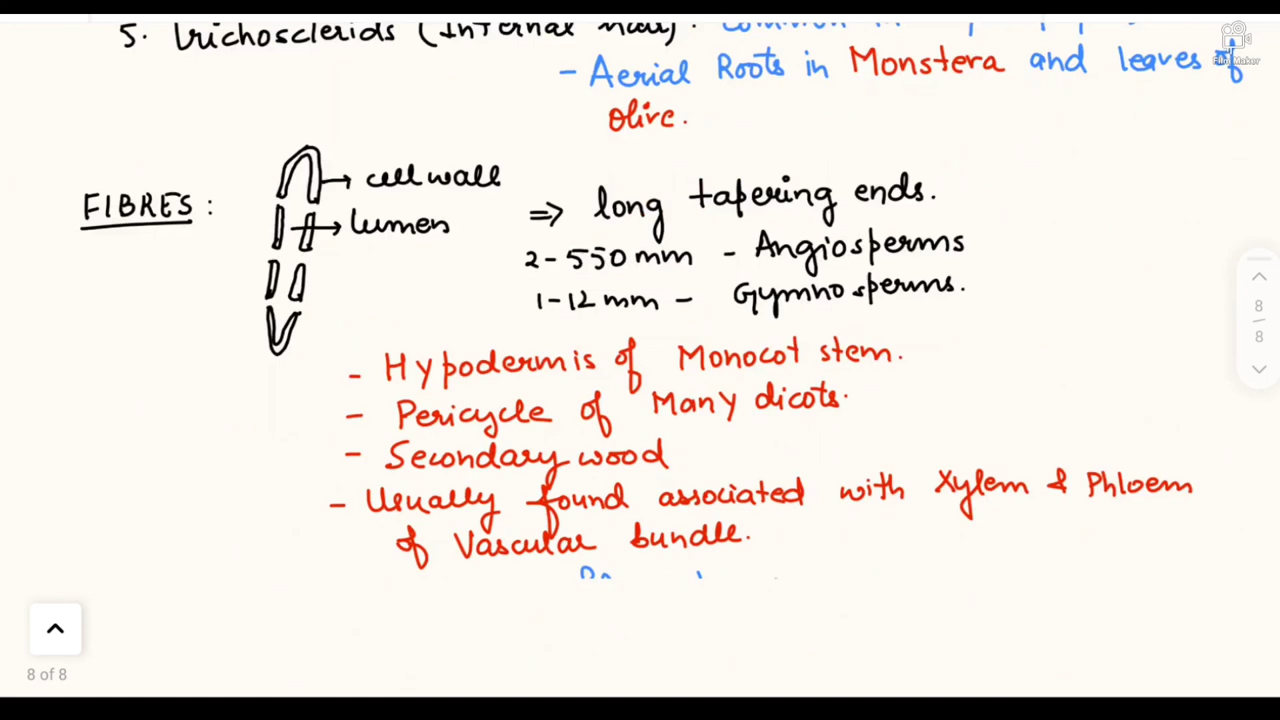 5. trichosclerids (Internal hair):
- Aerial Roots in Monstera and leaves of
Olive.
FIBRES :
cell wall
lumen
⇒ long tapering ends.
2-550 mm - Angiosperms
1-12 mm - Gymnosperms.
- Hypodermis of Monocot stem.
- Pericycle of Many dicots.
- Secondary wood
- Usually found associated with Xylem & Phloem
of Vascular bundle.
8
8
8 of 8
Film Maker